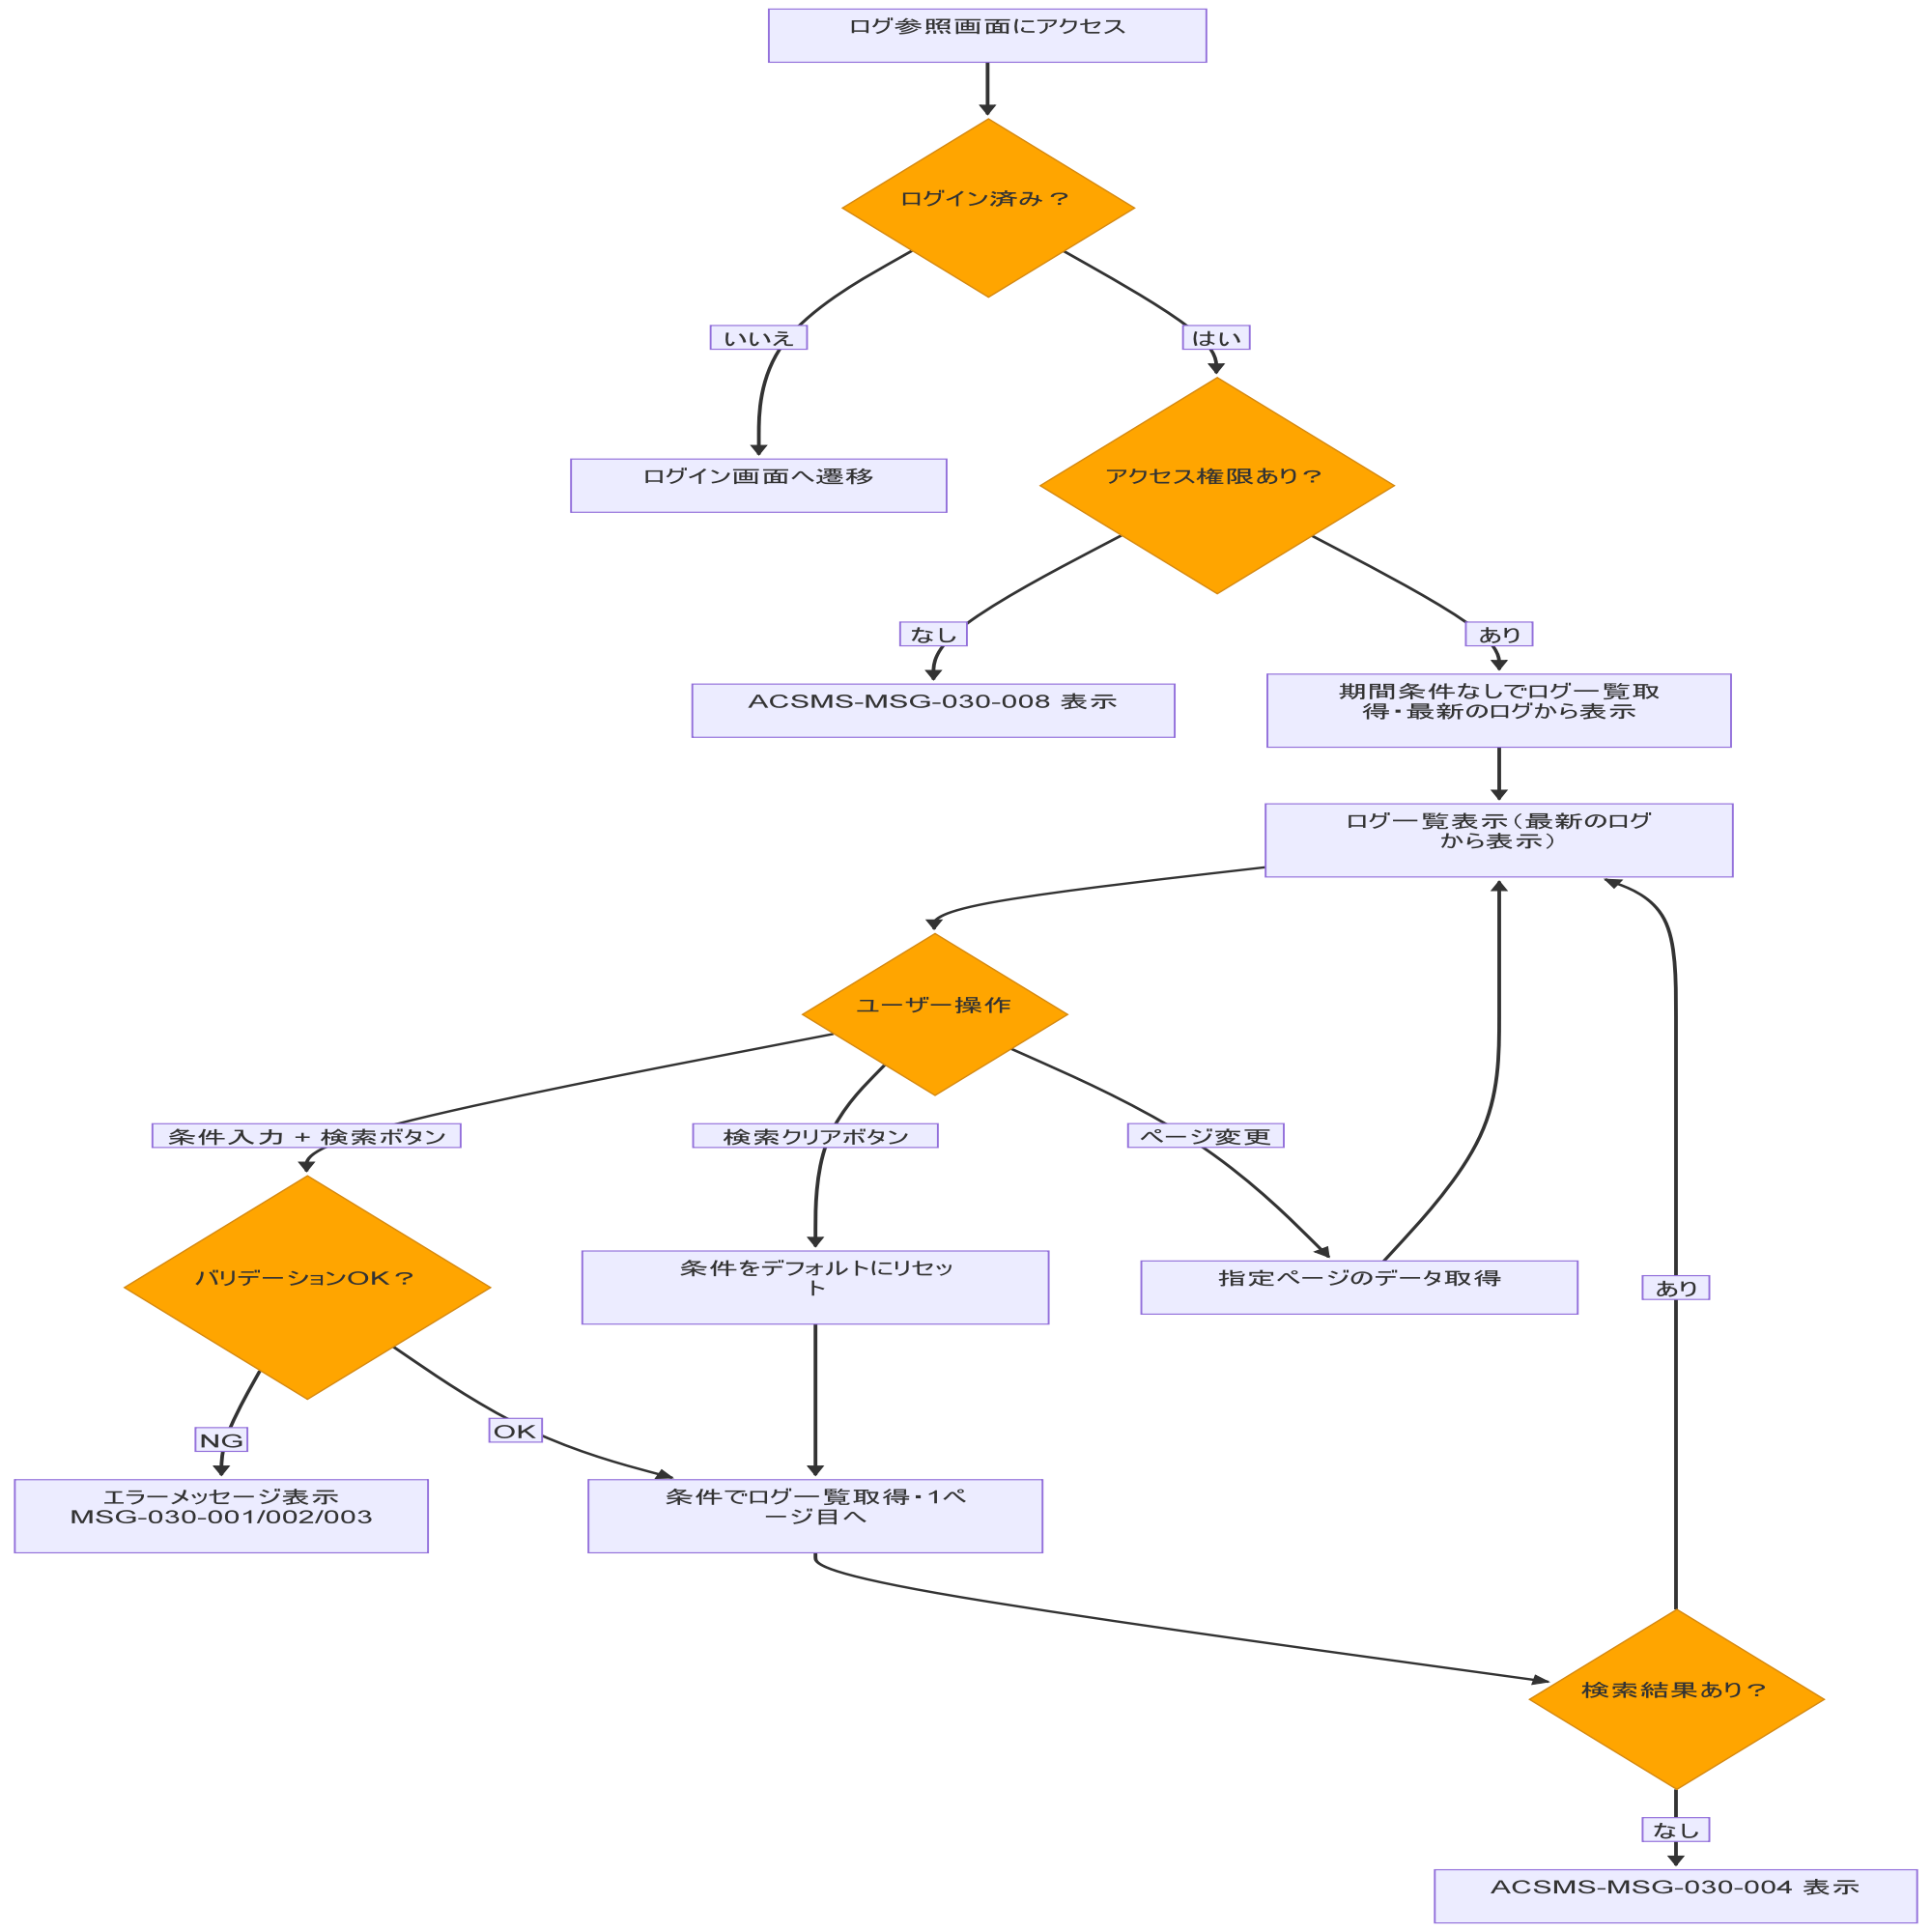 ログ参照画面にアクセス
ログイン済み？
いいえ
はい
ログイン画面へ遷移
アクセス権限あり？
なし
あり
ACSMS-MSG-030-008 表示
期間条件なしでログ一覧取
得・最新のログから表示
ログ一覧表示（最新のログ
から表示）
ユーザー操作
条件入力 + 検索ボタン
検索クリアボタン
ページ変更
バリデーションOK？
条件をデフォルトにリセッ
ト
指定ページのデータ取得
あり
NG
OK
エラーメッセージ表示
MSG-030-001/002/003
条件でログ一覧取得・1ペ
ージ目へ
検索結果あり？
なし
ACSMS-MSG-030-004 表示